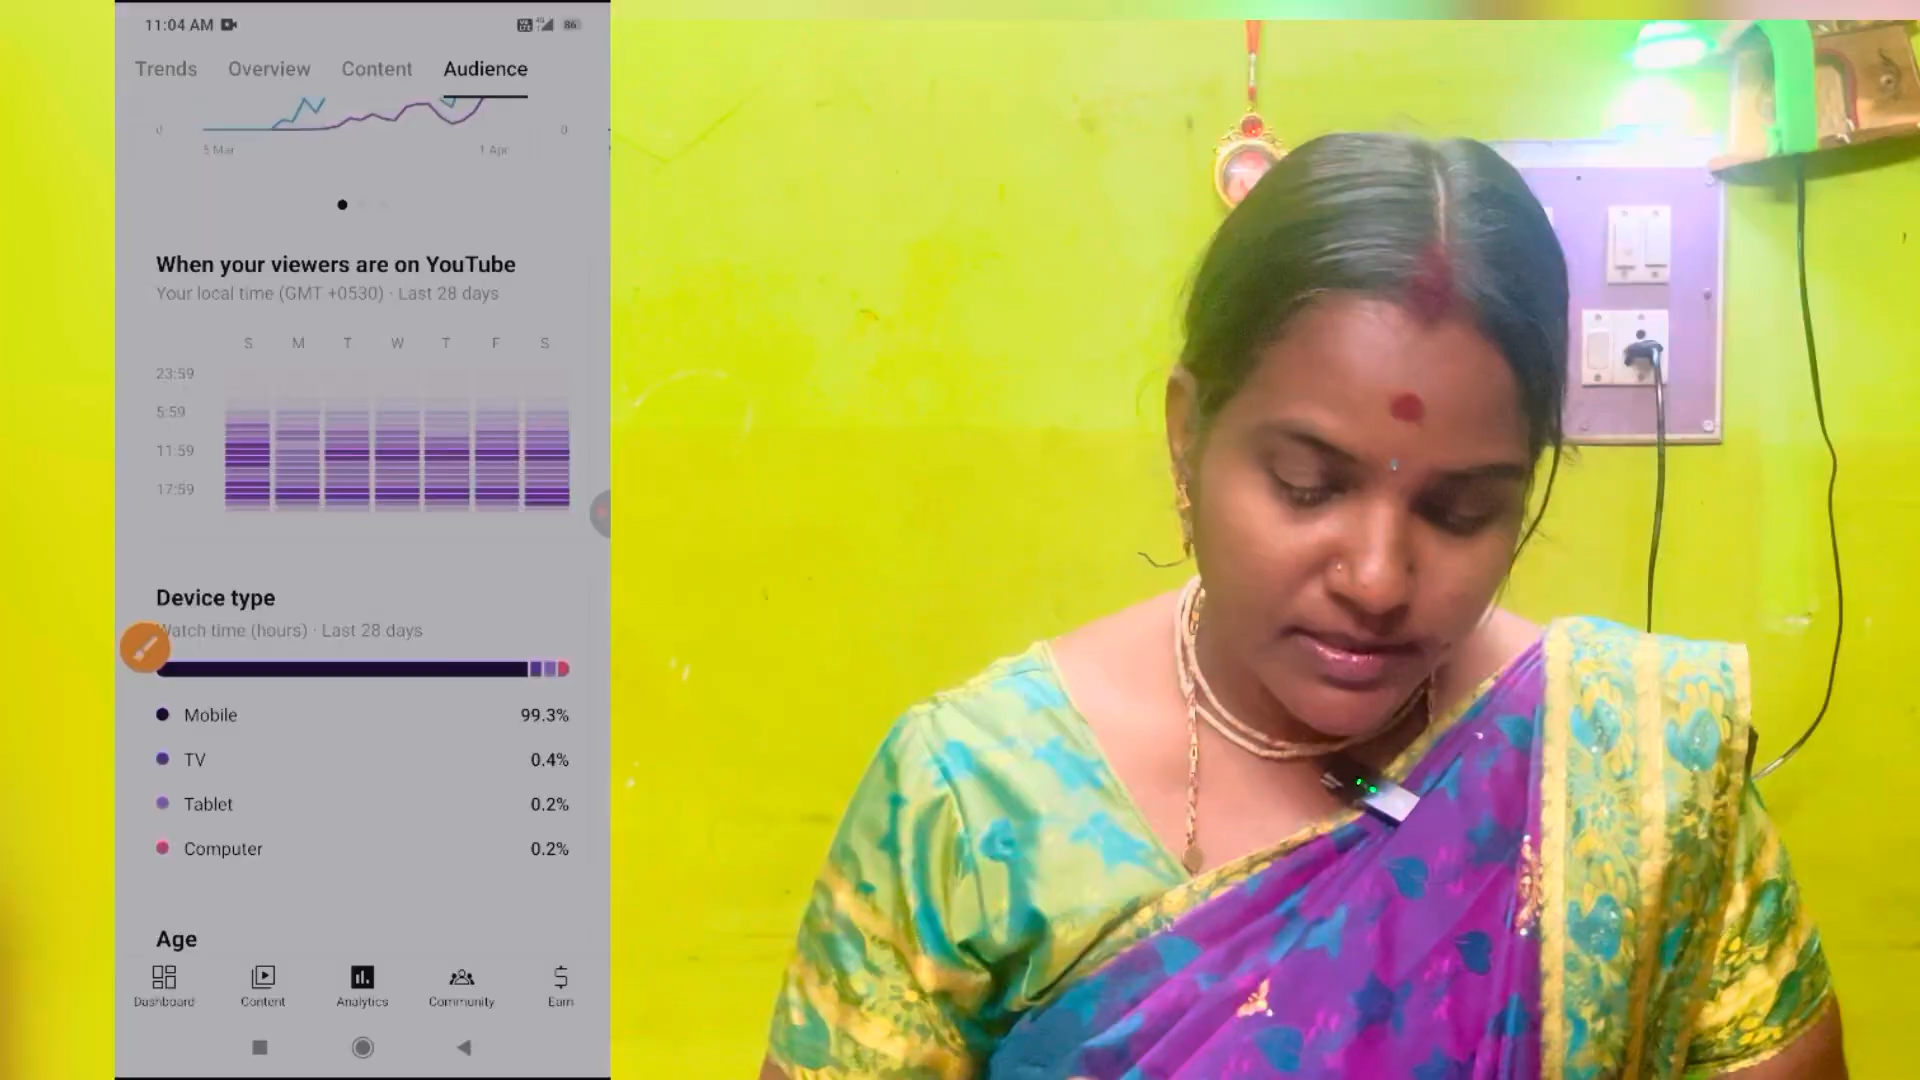 11:04 AM
86
Trends Overview Content Audience
0 0
5 Mar 1 Apr
When your viewers are on YouTube
Your local time (GMT +0530) · Last 28 days
S M T W T F S
23:59
5:59
11:59
17:59
Device type
Watch time (hours) · Last 28 days
Mobile 99.3%
TV 0.4%
Tablet 0.2%
Computer 0.2%
Age
Dashboard Content Analytics Community Earn